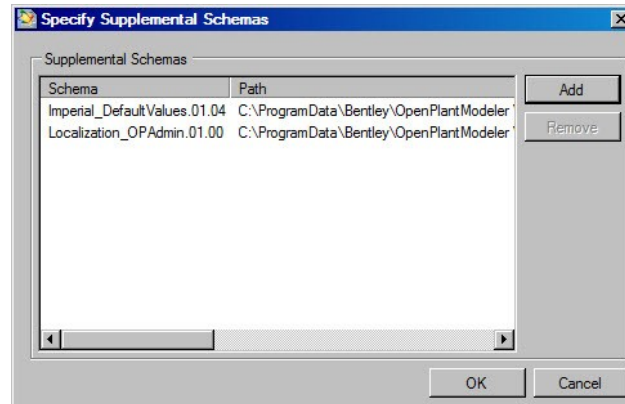 Specify Supplemental Schemas
Supplemental Schemas
Schema Path
Imperial_DefaultValues.01.04 C:\ProgramData\Bentley\OpenPlantModeler
Localization_OPAdmin.01.00 C:\ProgramData\Bentley\OpenPlantModeler
Add
Remove
OK Cancel